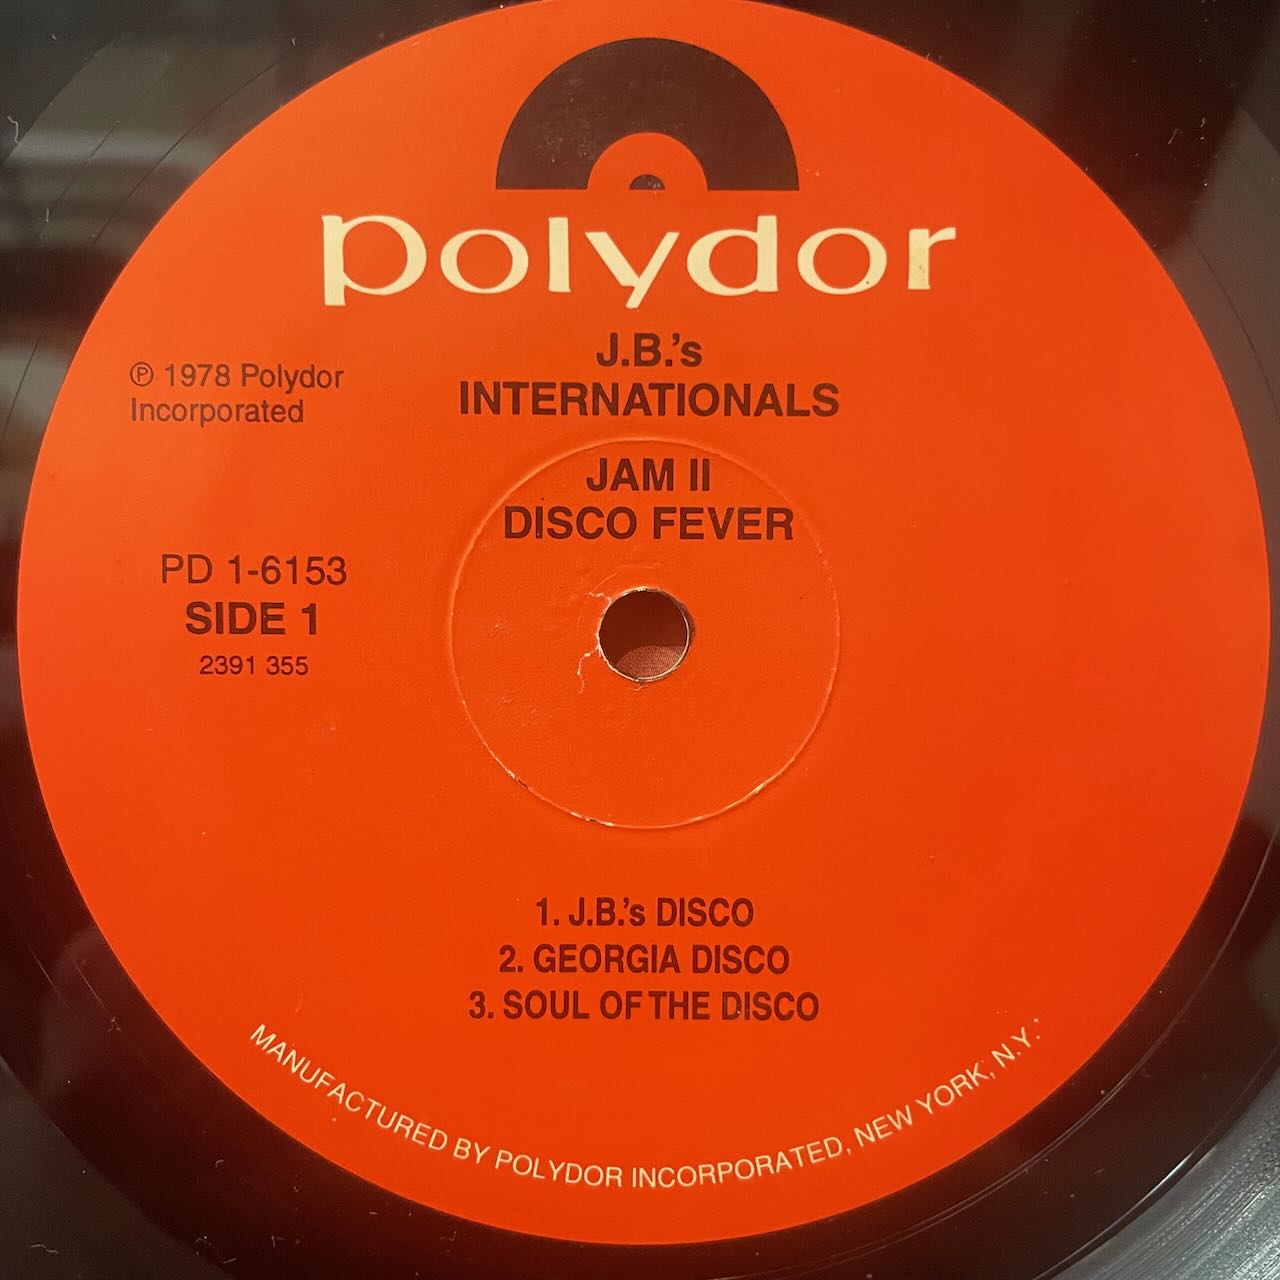 polydor
J.B.'s
INTERNATIONALS
℗ 1978 Polydor
Incorporated
JAM II
DISCO FEVER
PD 1-6153
SIDE 1
2391 355
1. J.B.'s DISCO
2. GEORGIA DISCO
3. SOUL OF THE DISCO
MANUFACTURED BY POLYDOR INCORPORATED, NEW YORK, N.Y.